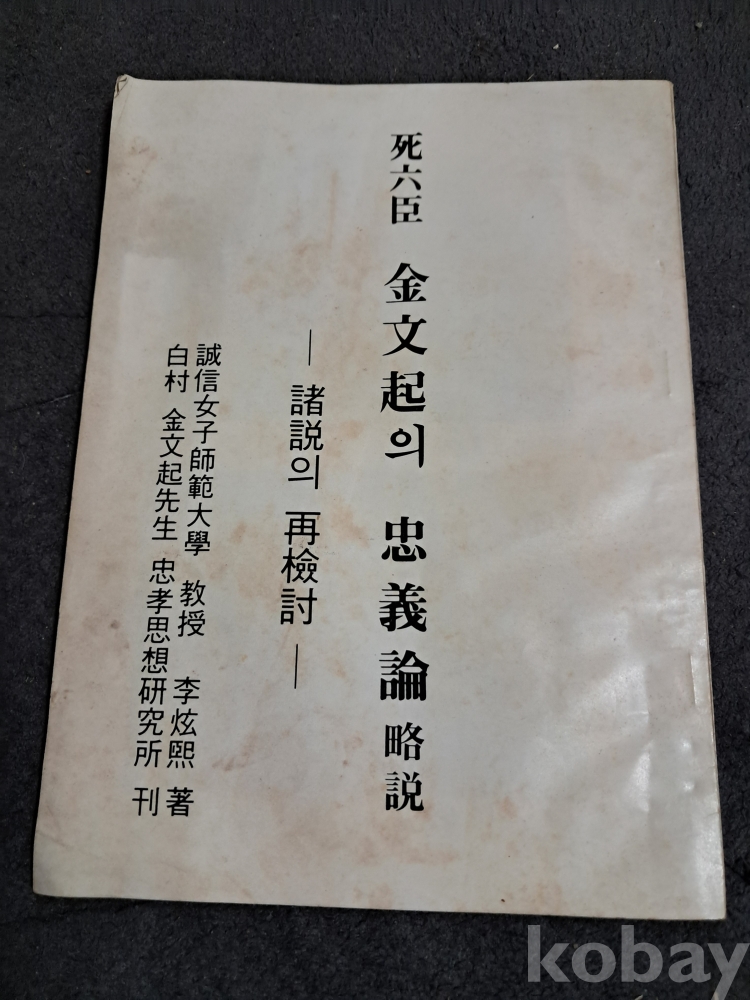 死六臣 金文起의 忠義論 略説
― 諸説의 再檢討 ―
誠信女子師範大學 教授 李炫熙 著
白村 金文起先生 忠孝思想研究所 刊
kobay